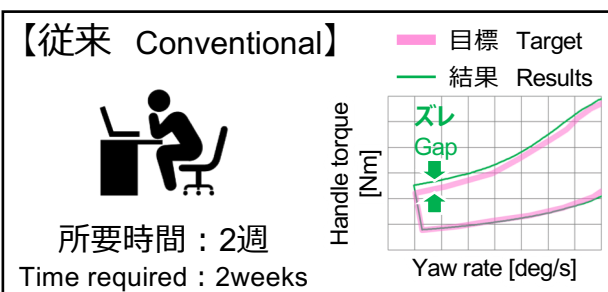 【従来 Conventional】
目標 Target
結果 Results
ズレ
Gap
Handle torque
[Nm]
Yaw rate [deg/s]
所要時間：2週
Time required：2weeks